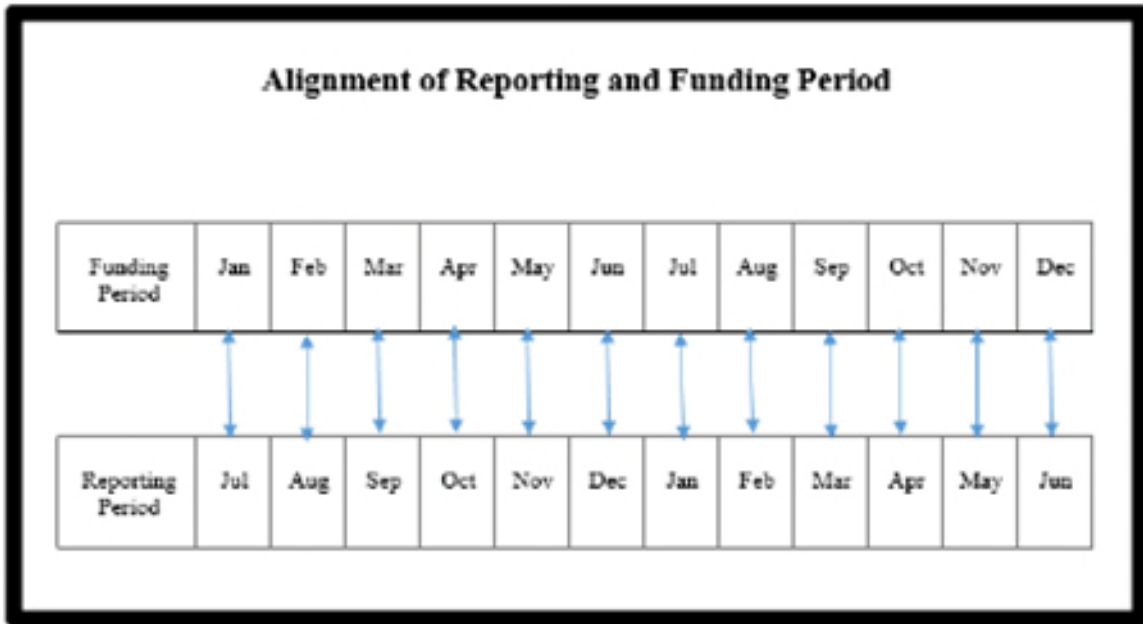 Alignment of Reporting and Funding Period
Funding Period Jan Feb Mar Apr May Jun Jul Aug Sep Oct Nov Dec
Reporting Period Jul Aug Sep Oct Nov Dec Jan Feb Mar Apr May Jun